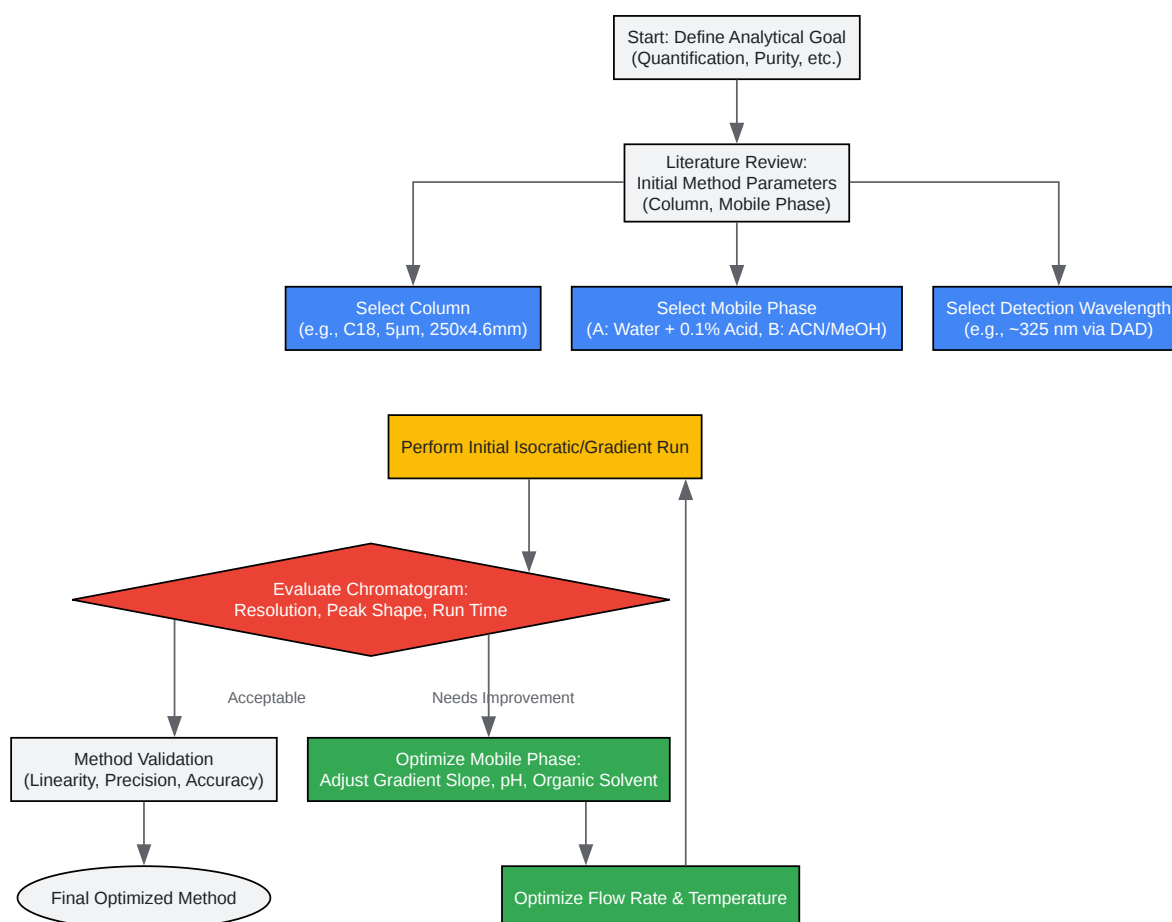 Start: Define Analytical Goal
(Quantification, Purity, etc.)
Literature Review:
Initial Method Parameters
(Column, Mobile Phase)
Select Column
(e.g., C18, 5µm, 250x4.6mm)
Select Mobile Phase
(A: Water + 0.1% Acid, B: ACN/MeOH)
Select Detection Wavelength
(e.g., ~325 nm via DAD)
Perform Initial Isocratic/Gradient Run
Evaluate Chromatogram:
Resolution, Peak Shape, Run Time
Acceptable
Needs Improvement
Method Validation
(Linearity, Precision, Accuracy)
Optimize Mobile Phase:
Adjust Gradient Slope, pH, Organic Solvent
Final Optimized Method
Optimize Flow Rate & Temperature